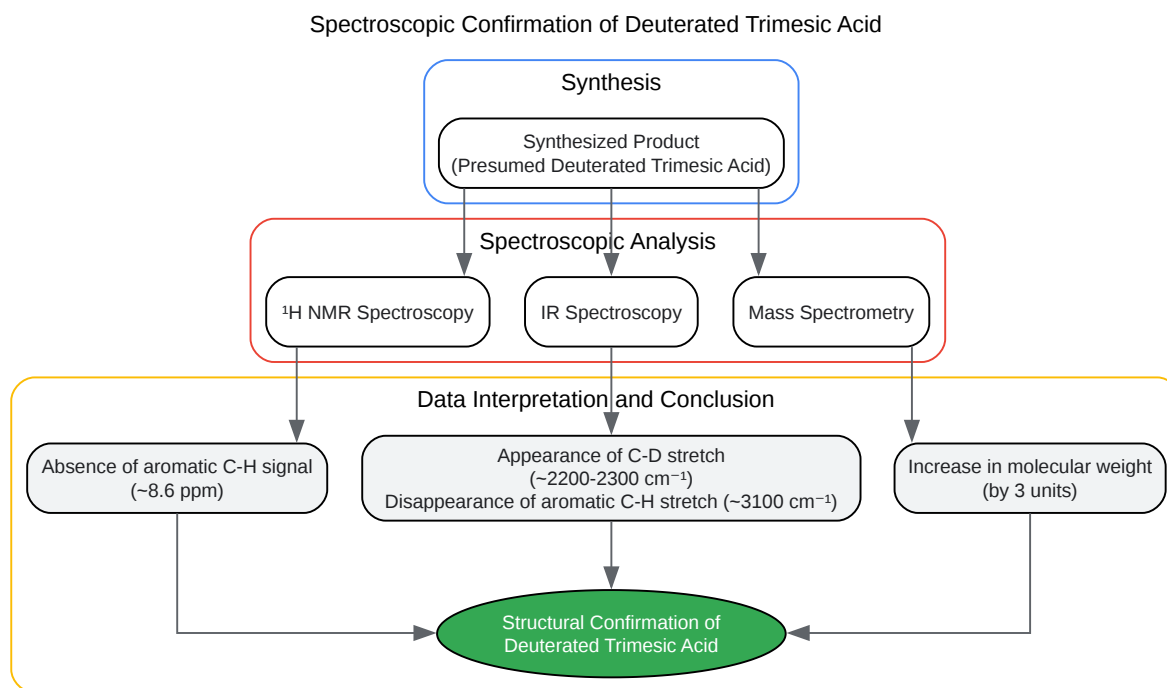 Spectroscopic Confirmation of Deuterated Trimesic Acid
Synthesis
Synthesized Product
(Presumed Deuterated Trimesic Acid)
Spectroscopic Analysis
¹H NMR Spectroscopy
IR Spectroscopy
Mass Spectrometry
Data Interpretation and Conclusion
Absence of aromatic C-H signal
(~8.6 ppm)
Appearance of C-D stretch
(~2200-2300 cm⁻¹)
Disappearance of aromatic C-H stretch (~3100 cm⁻¹)
Increase in molecular weight
(by 3 units)
Structural Confirmation of
Deuterated Trimesic Acid